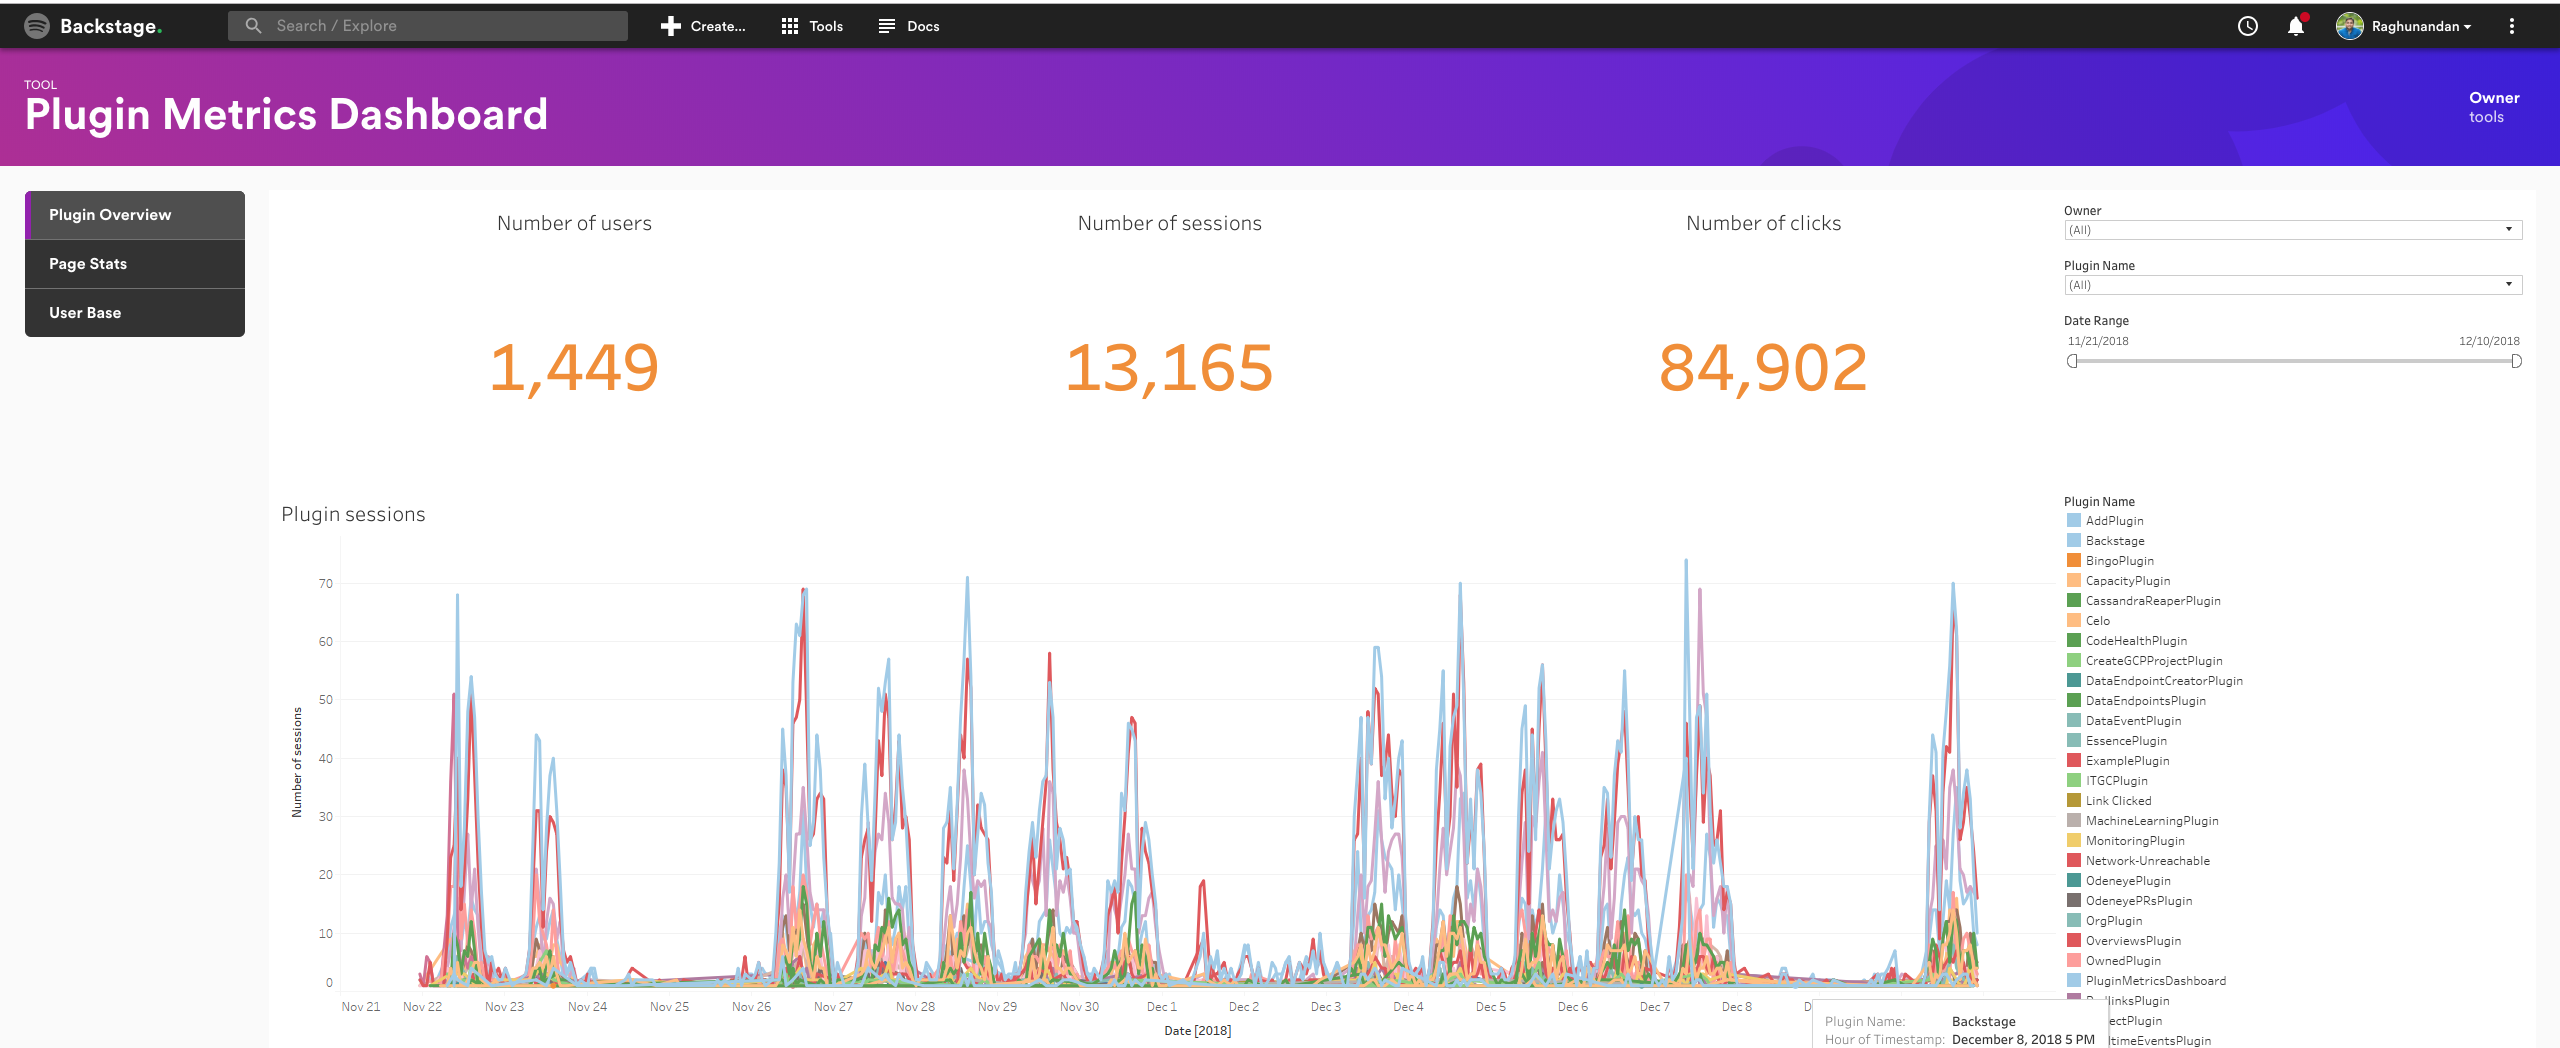 Backstage.
Search / Explore
Create...
Tools
Docs
Raghunandan
TOOL
Plugin Metrics Dashboard
Owner
tools
Plugin Overview
Page Stats
User Base
Number of users
Number of sessions
Number of clicks
1,449
13,165
84,902
Owner
(All)
Plugin Name
(All)
Date Range
11/21/2018
12/10/2018
Plugin sessions
Number of sessions
70
60
50
40
30
20
10
0
Nov 21
Nov 22
Nov 23
Nov 24
Nov 25
Nov 26
Nov 27
Nov 28
Nov 29
Nov 30
Dec 1
Dec 2
Dec 3
Dec 4
Dec 5
Dec 6
Dec 7
Dec 8
Date [2018]
Plugin Name
AddPlugin
Backstage
BingoPlugin
CapacityPlugin
CassandraReaperPlugin
Celo
CodeHealthPlugin
CreateGCPProjectPlugin
DataEndpointCreatorPlugin
DataEndpointsPlugin
DataEventPlugin
EssencePlugin
ExamplePlugin
ITGCPlugin
Link Clicked
MachineLearningPlugin
MonitoringPlugin
Network-Unreachable
OdeneyePlugin
OdeneyePRsPlugin
OrgPlugin
OverviewsPlugin
OwnedPlugin
PluginMetricsDashboard
Plugin Name: Backstage
Hour of Timestamp: December 8, 2018 5 PM